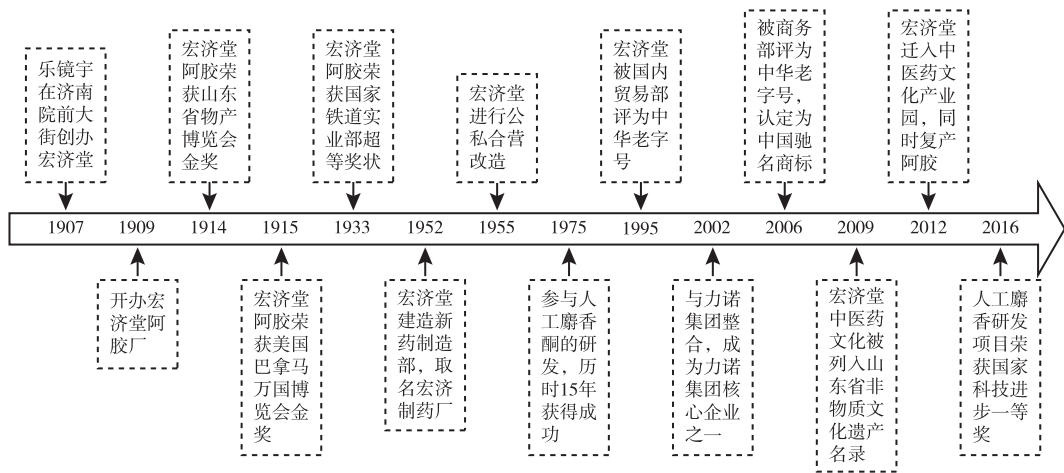 乐镜宇
在济南
院前大
街创办
宏济堂
宏济堂
阿胶荣
获山东
省物产
博览会
金奖
宏济堂
阿胶荣
获国家
铁道实
业部超
等奖状
宏济堂
进行公
私合营
改造
宏济堂
被国内
贸易部
评为中
华老字
号
被商务
部评为
中华老
字号，
认定为
中国驰
名商标
宏济堂
迁入中
医药文
化产业
园，同
时复产
阿胶
1907 1909 1914 1915 1933 1952 1955 1975 1995 2002 2006 2009 2012 2016
开办宏
济堂阿
胶厂
宏济堂
阿胶荣
获美国
巴拿马
万国博
览会金
奖
宏济堂
建造新
药制造
部，取
名宏济
制药厂
参与人
工麝香
酮的研
发，历
时15年
获得成
功
与力诺
集团整
合，成
为力诺
集团核
心企业
之一
宏济堂
中医药
文化被
列入山
东省非
物质文
化遗产
名录
人工麝
香研发
项目荣
获国家
科技进
步一等
奖